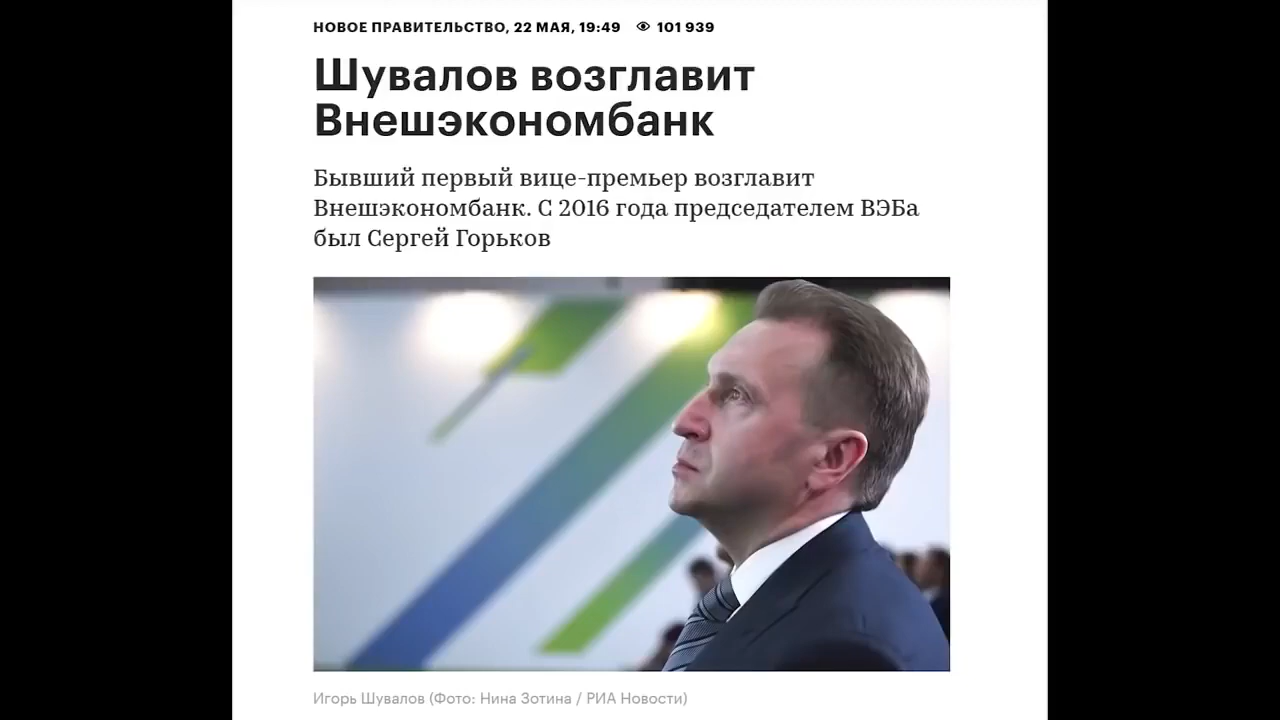 НОВОЕ ПРАВИТЕЛЬСТВО, 22 МАЯ, 19:49 101 939
Шувалов возглавит
Внешэкономбанк
Бывший первый вице-премьер возглавит
Внешэкономбанк. С 2016 года председателем ВЭБа
был Сергей Горьков
Игорь Шувалов (Фото: Нина Зотина / РИА Новости)